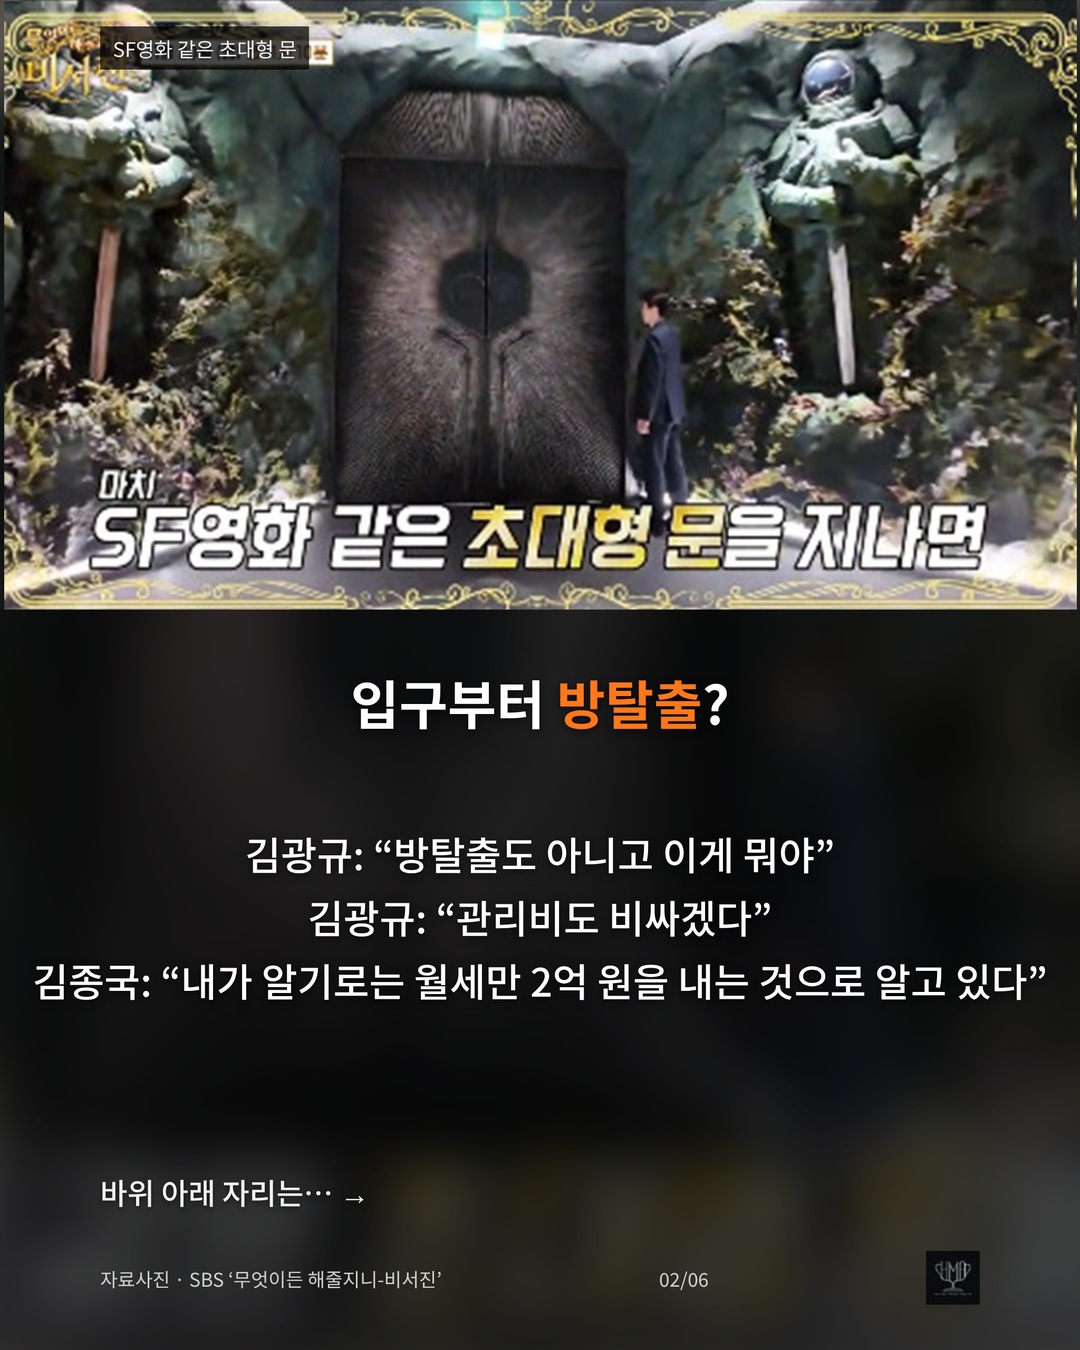 SF영화 같은 초대형 문
비서진
마치
SF영화 같은 초대형 문을 지나면
입구부터 방탈출?
김광규: “방탈출도 아니고 이게 뭐야”
김광규: “관리비도 비싸겠다”
김종국: “내가 알기로는 월세만 2억 원을 내는 것으로 알고 있다”
바위 아래 자리는… →
자료사진 · SBS ‘무엇이든 해줄지니-비서진’
02/06